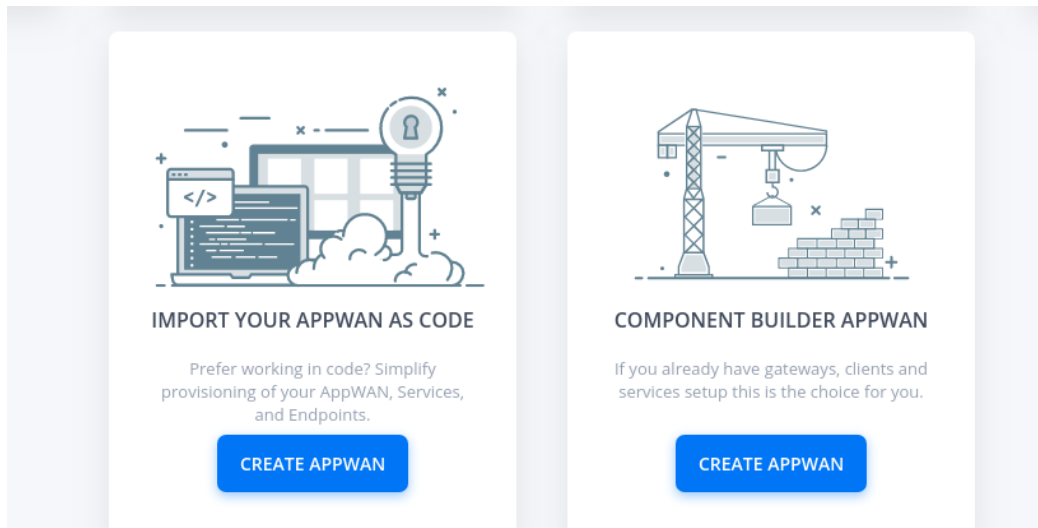 </>
IMPORT YOUR APPWAN AS CODE
Prefer working in code? Simplify
provisioning of your AppWAN, Services,
and Endpoints.
CREATE APPWAN
COMPONENT BUILDER APPWAN
If you already have gateways, clients and
services setup this is the choice for you.
CREATE APPWAN